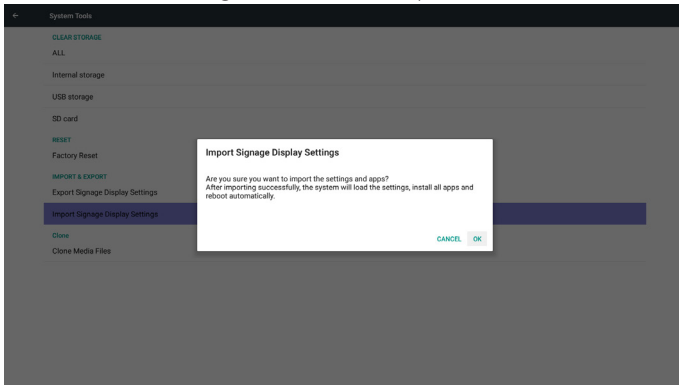 System Tools
CLEAR STORAGE
ALL
Internal storage
USB storage
SD card
RESET
Factory Reset
IMPORT & EXPORT
Export Signage Display Settings
Import Signage Display Settings
Clone
Clone Media Files
Import Signage Display Settings
Are you sure you want to import the settings and apps?
After importing successfully, the system will load the settings, install all apps and
reboot automatically.
CANCEL OK